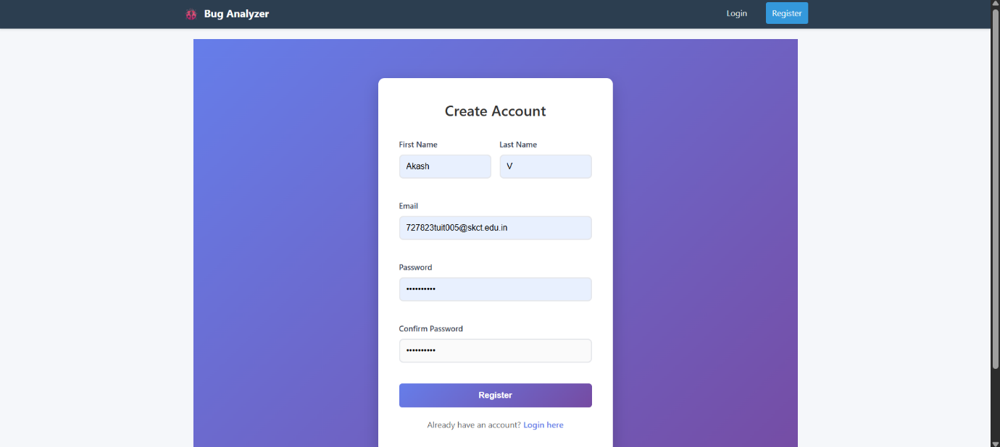 Bug Analyzer Login Register
Create Account
First Name Last Name
Akash V
Email
727823tuit005@skct.edu.in
Password
••••••••••
Confirm Password
••••••••••
Register
Already have an account? Login here